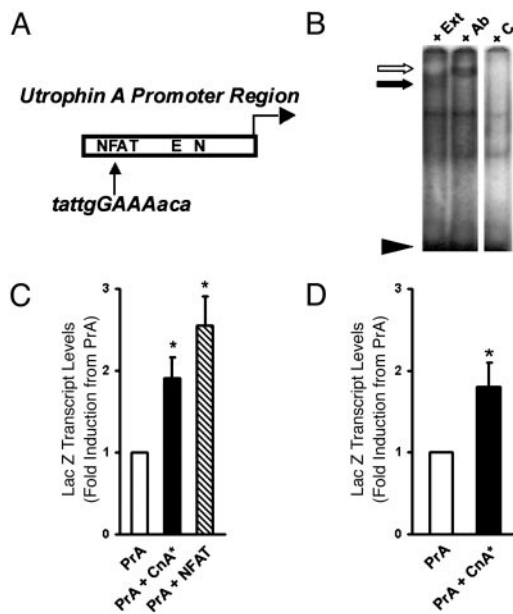 A
Utrophin A Promoter Region
NFAT E N
tattgGAAAaca
B
+ Ext
+ Ab
+ C
C
Lac Z Transcript Levels
(Fold Induction from PrA)
3
2
1
0
*
*
PrA
PrA + CnA*
PrA + NFAT
D
Lac Z Transcript Levels
(Fold Induction from PrA)
3
2
1
0
*
PrA
PrA + CnA*